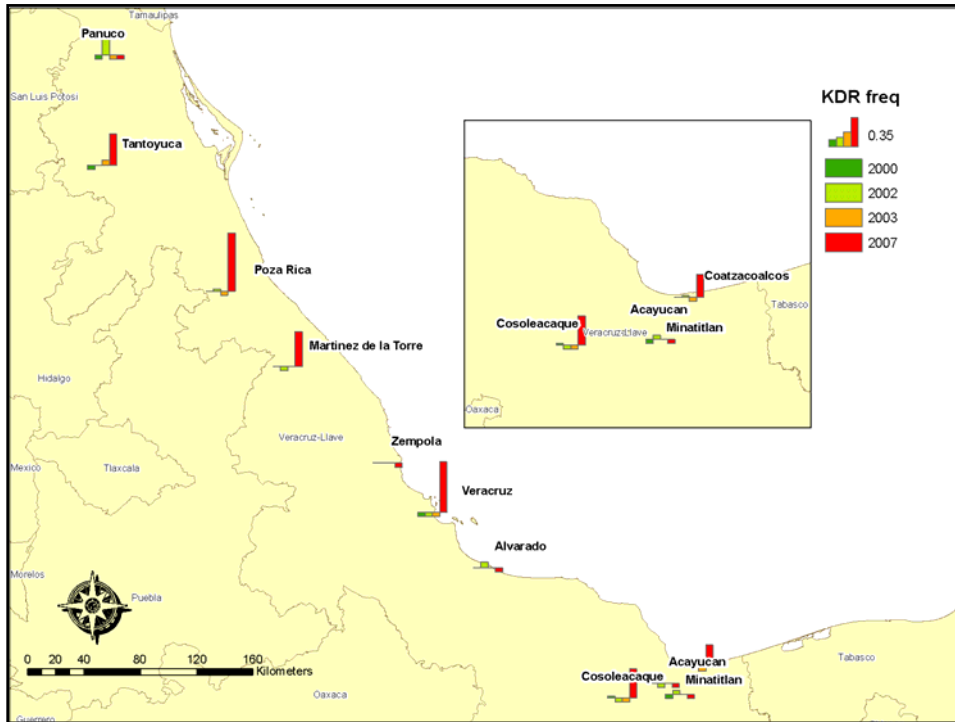 Tamaulipas
Panuco
San Luis Potosi
Tantoyuca
Poza Rica
Martinez de la Torre
Hidalgo
Veracruz-Llave
Zempola
Mexico
Tlaxcala
Veracruz
Alvarado
Morelos
Puebla
0 20 40 80 120 160
Kilometers
Oaxaca
Guerrero
Acayucan
Cosoleacaque
Minatitlan
Tabasco
KDR freq
0.35
2000
2002
2003
2007
Coatzacoalcos
Tabasco
Acayucan
Cosoleacaque
Minatitlan
Oaxaca